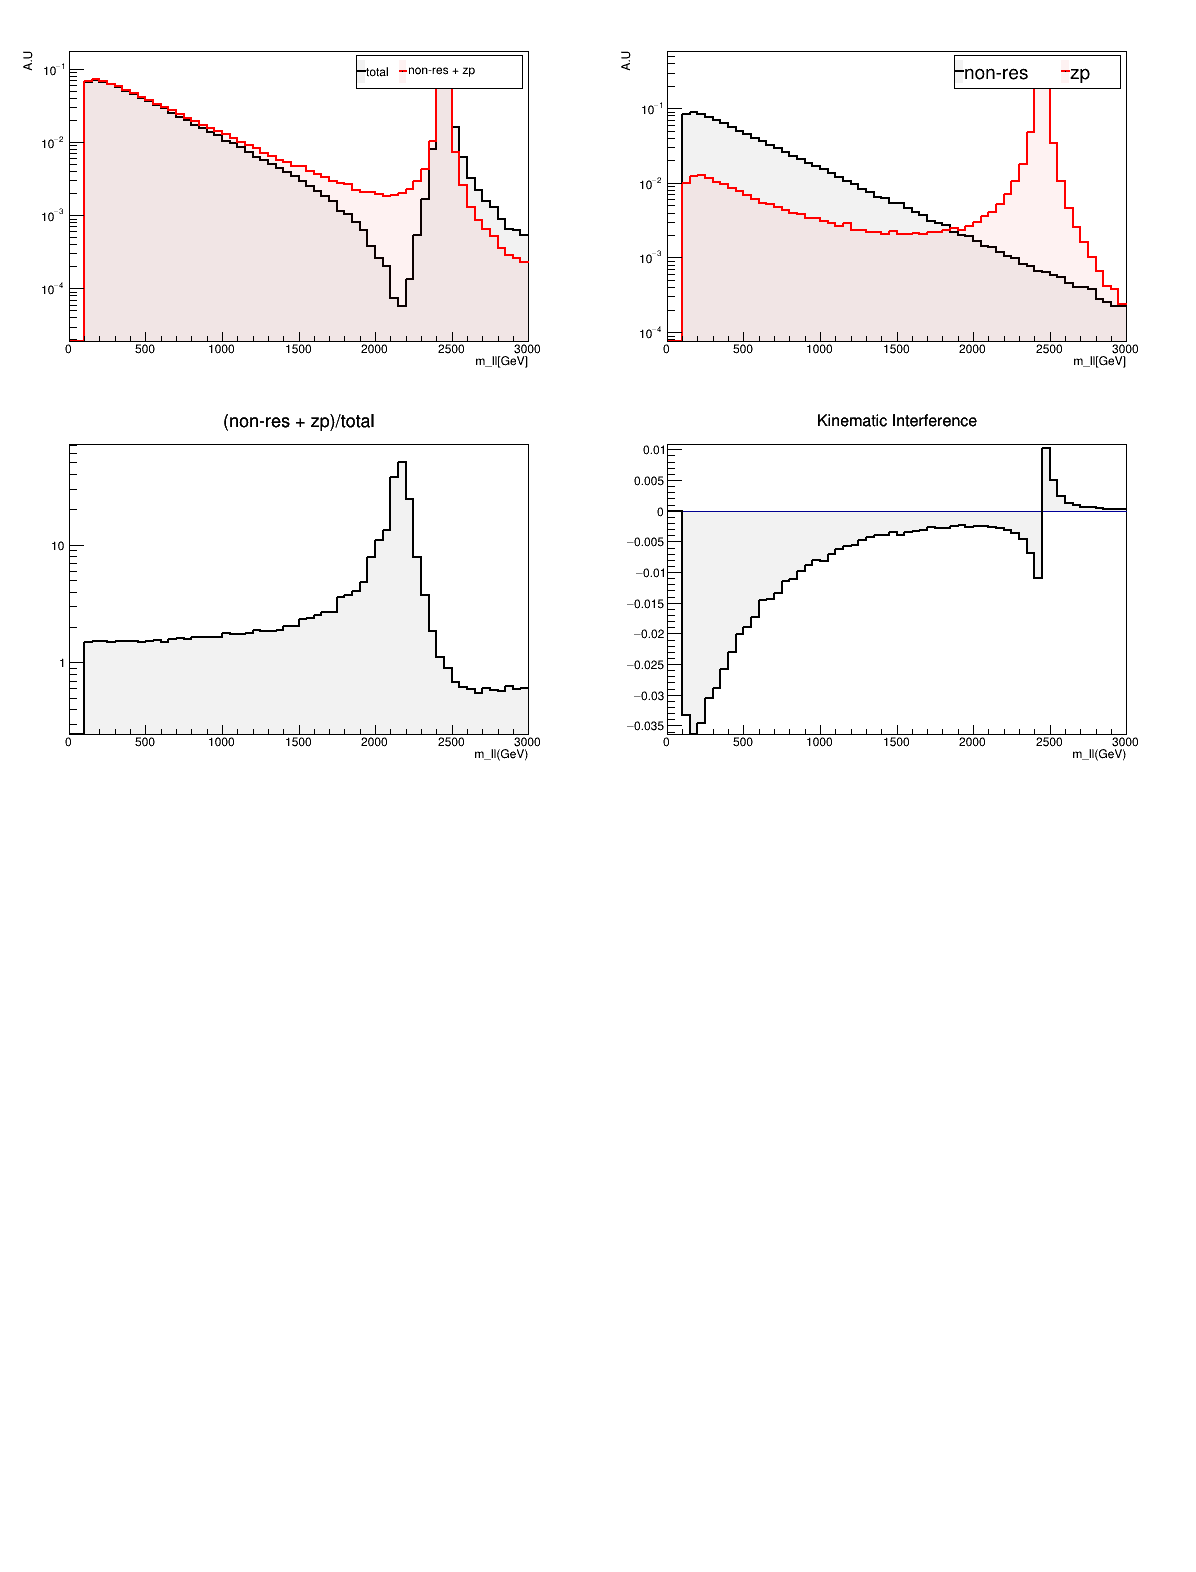 A.U
total non-res + zp
10⁻¹
10⁻²
10⁻³
10⁻⁴
0 500 1000 1500 2000 2500 3000
m_ll[GeV]
A.U
non-res zp
10⁻¹
10⁻²
10⁻³
10⁻⁴
0 500 1000 1500 2000 2500 3000
m_ll[GeV]
(non-res + zp)/total
10
1
0 500 1000 1500 2000 2500 3000
m_ll(GeV)
Kinematic Interference
0.01
0.005
0
−0.005
−0.01
−0.015
−0.02
−0.025
−0.03
−0.035
0 500 1000 1500 2000 2500 3000
m_ll(GeV)